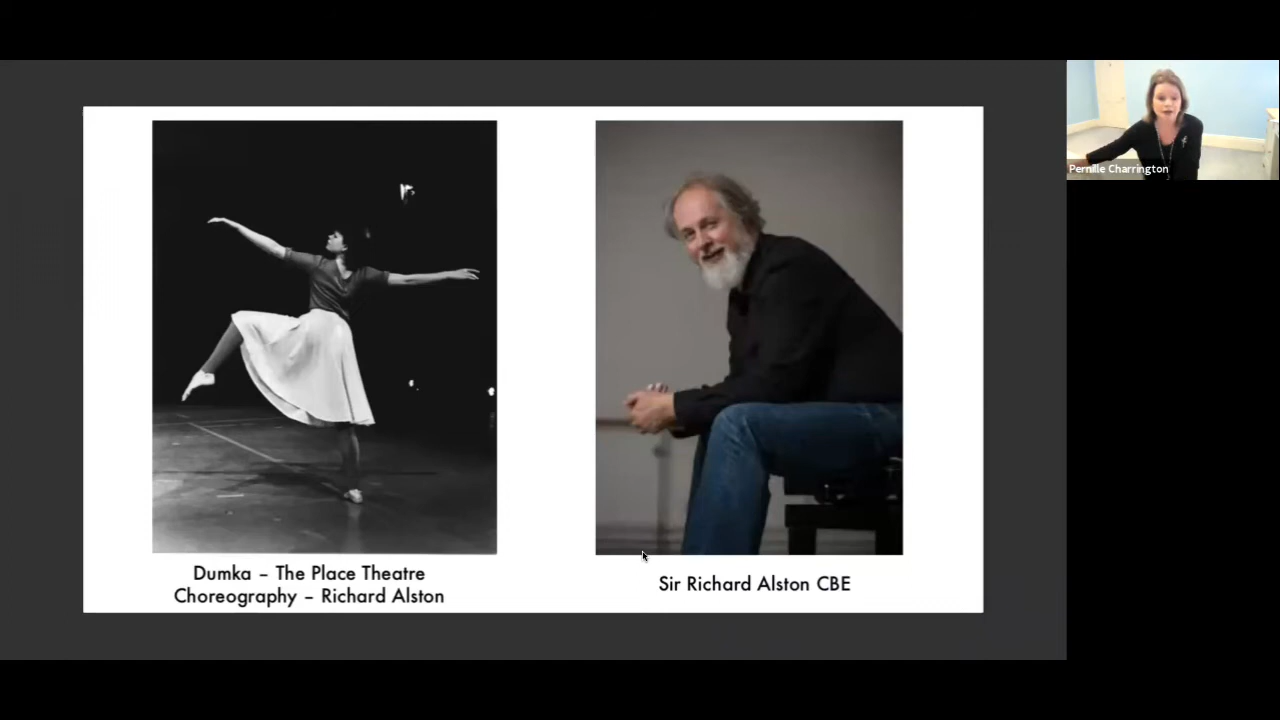 Pernille Charrington
Dumka – The Place Theatre
Choreography – Richard Alston
Sir Richard Alston CBE